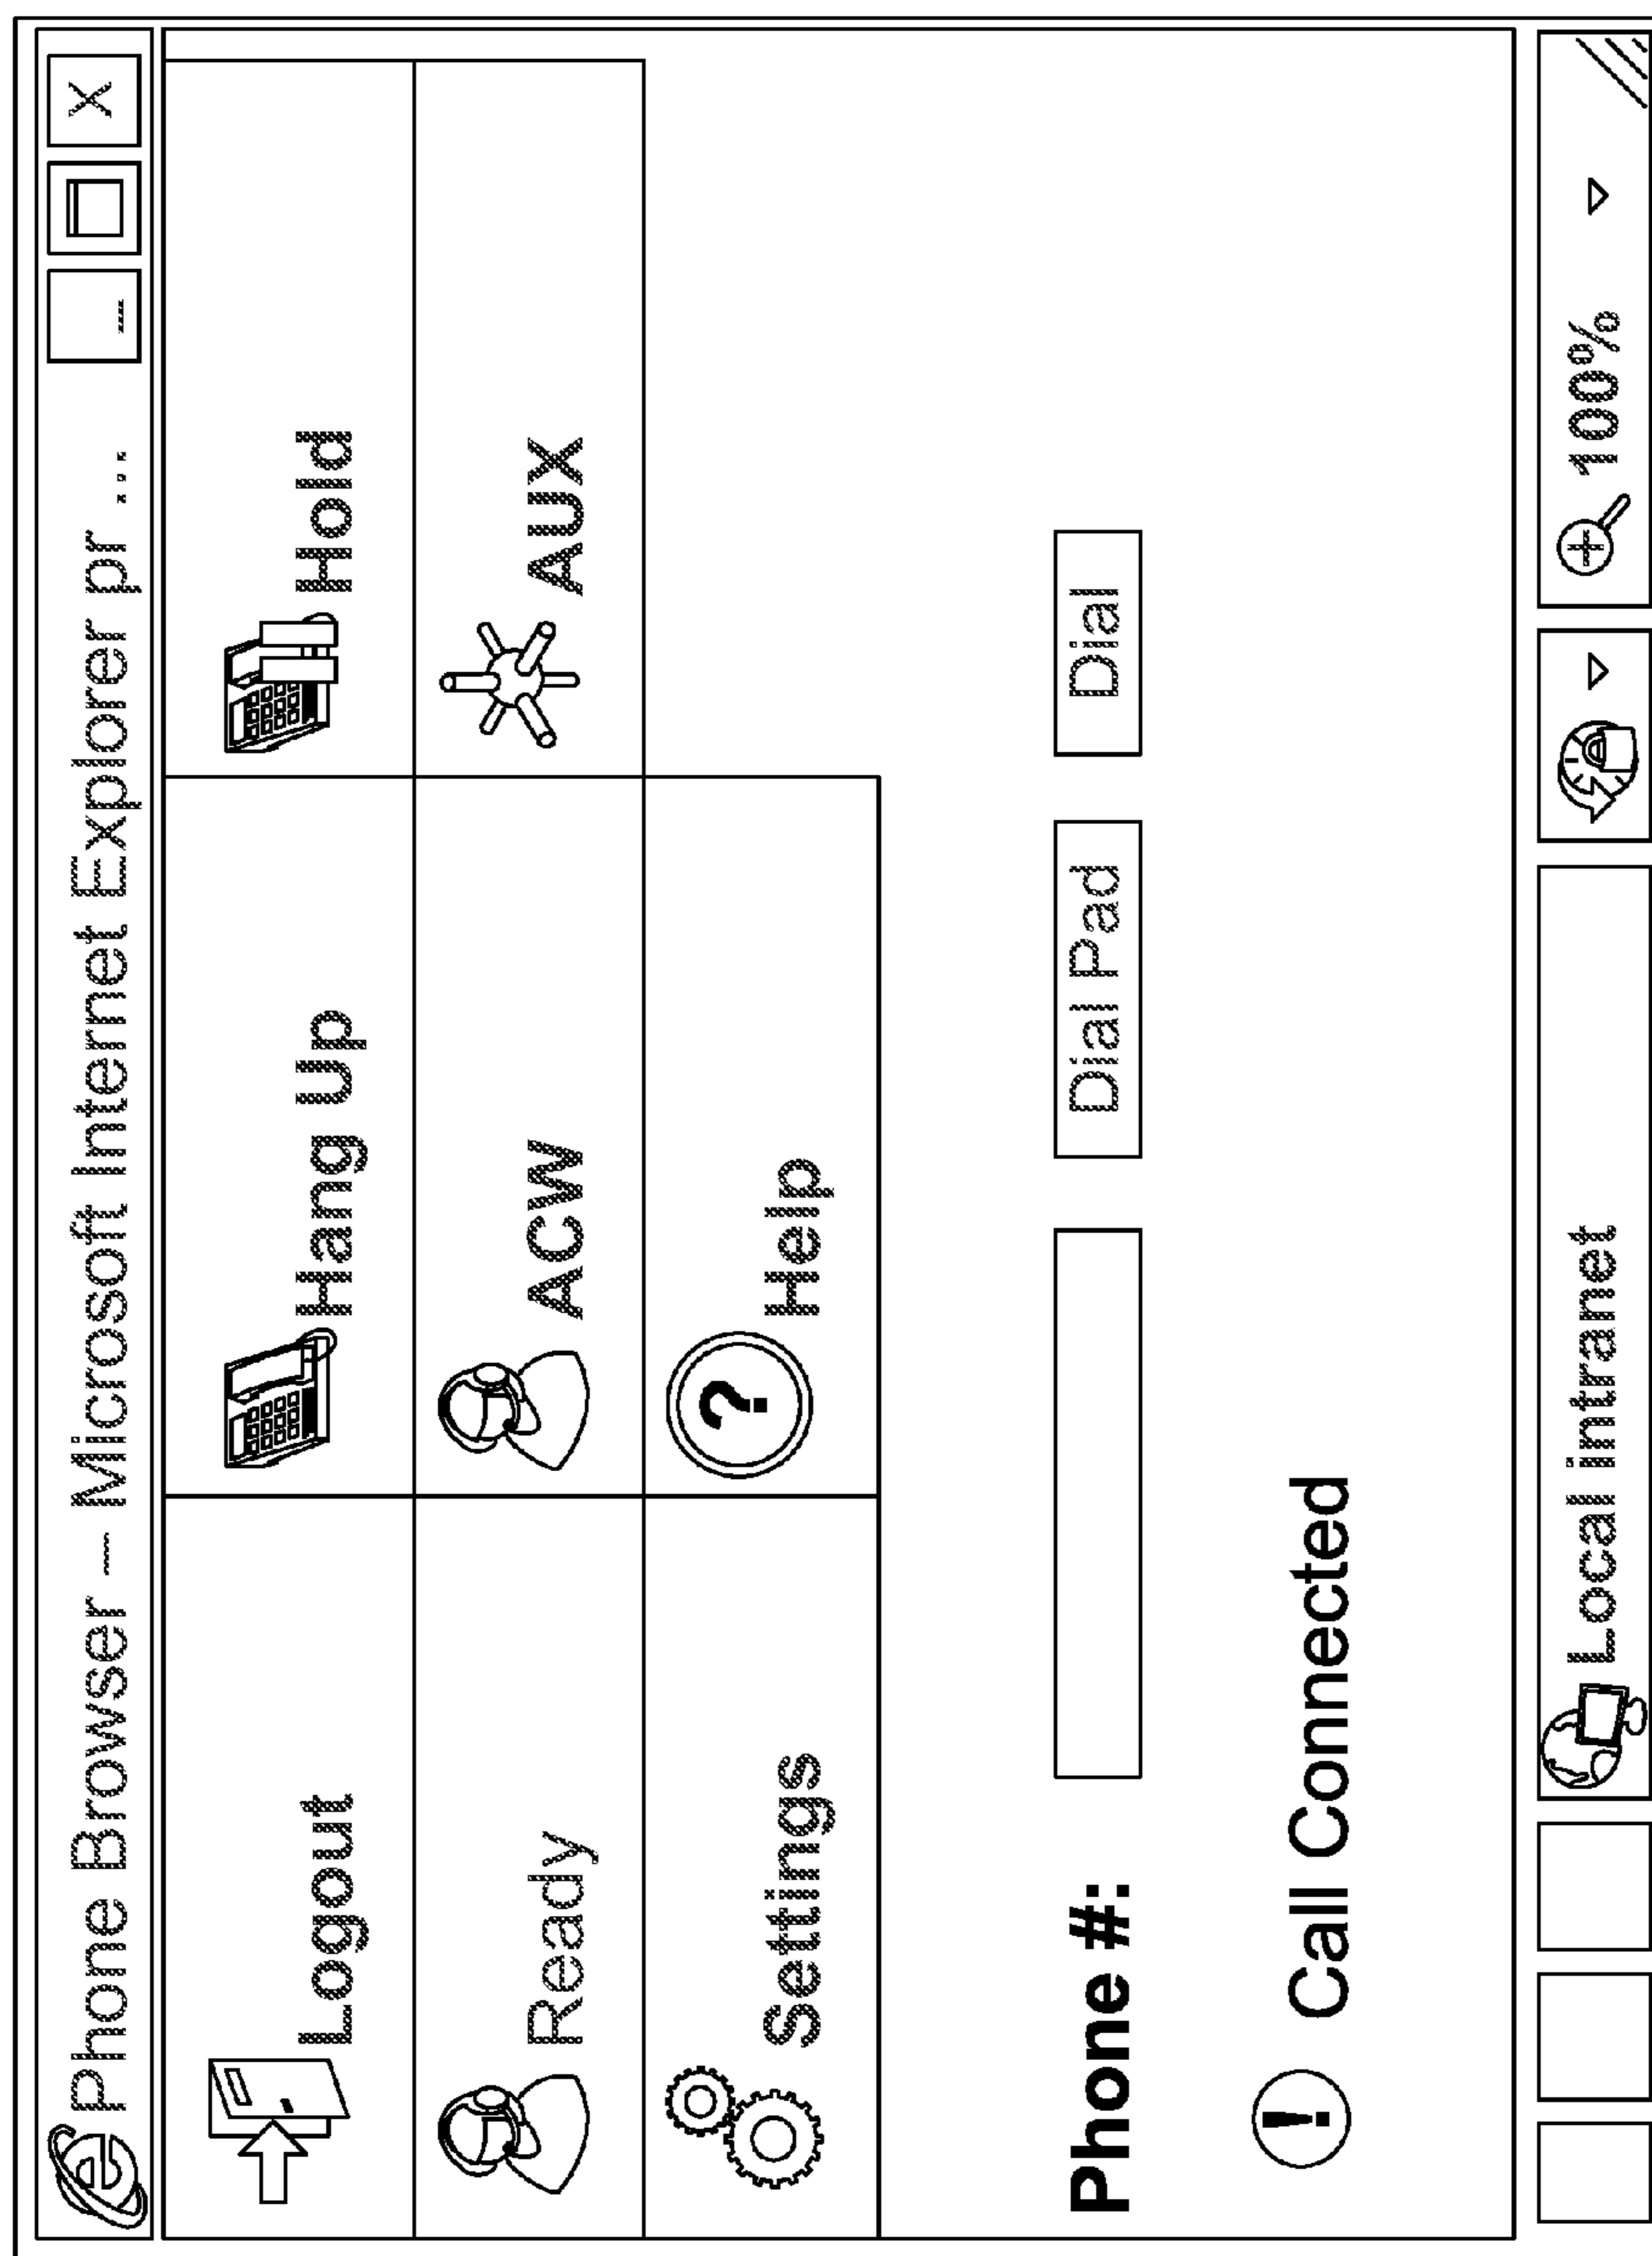 Phone Browser — Microsoft Internet Explorer pr ...
Logout Hang Up Hold
Ready ACW AUX
Settings Help
Phone #: Dial Pad Dial
Call Connected
Local intranet 100%